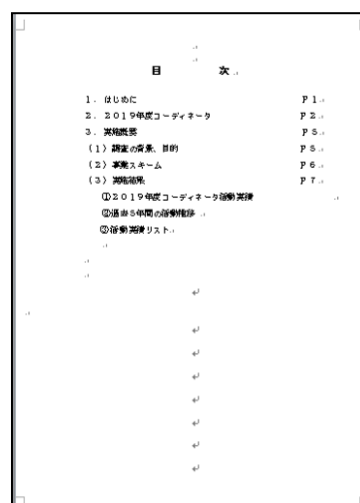 目　　次
1. はじめに P1
2. 2019年度コーディネータ P2
3. 実施概要 P5
(1) 調査の背景、目的 P5
(2) 事業スキーム P6
(3) 実施結果 P7
①2019年度コーディネータ活動実績
②過去5年間の活動推移
③活動実績リスト